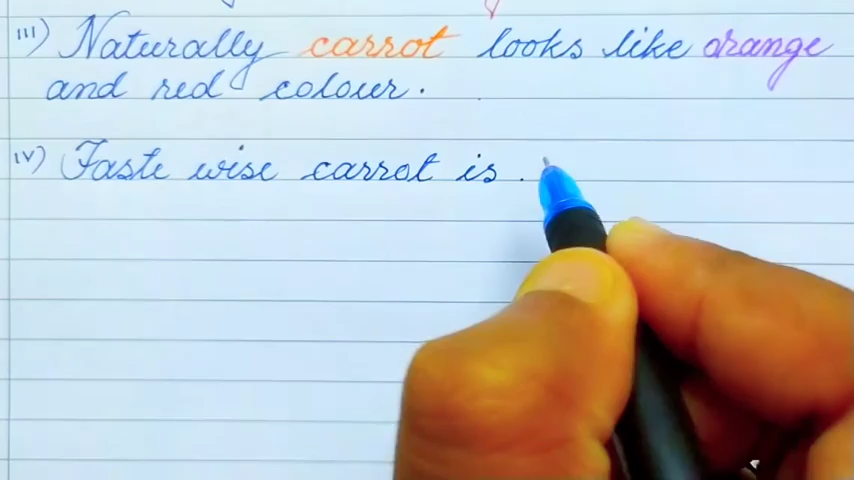 III) Naturally carrot looks like orange
and red colour.
IV) Taste wise carrot is .